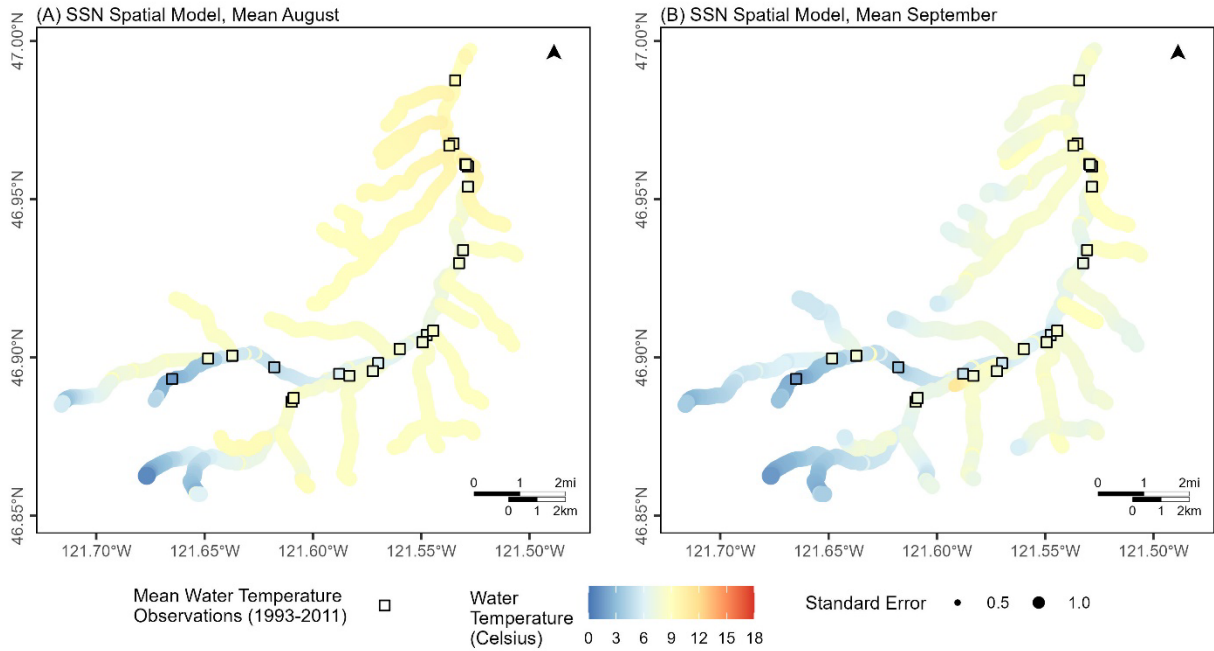 (A) SSN Spatial Model, Mean August
(B) SSN Spatial Model, Mean September
47.00°N
46.95°N
46.90°N
46.85°N
0 1 2mi
0 1 2km
121.70°W 121.65°W 121.60°W 121.55°W 121.50°W
47.00°N
46.95°N
46.90°N
46.85°N
0 1 2mi
0 1 2km
121.70°W 121.65°W 121.60°W 121.55°W 121.50°W
Mean Water Temperature
Observations (1993-2011)
Water
Temperature
(Celsius)
0 3 6 9 12 15 18
Standard Error 0.5 1.0